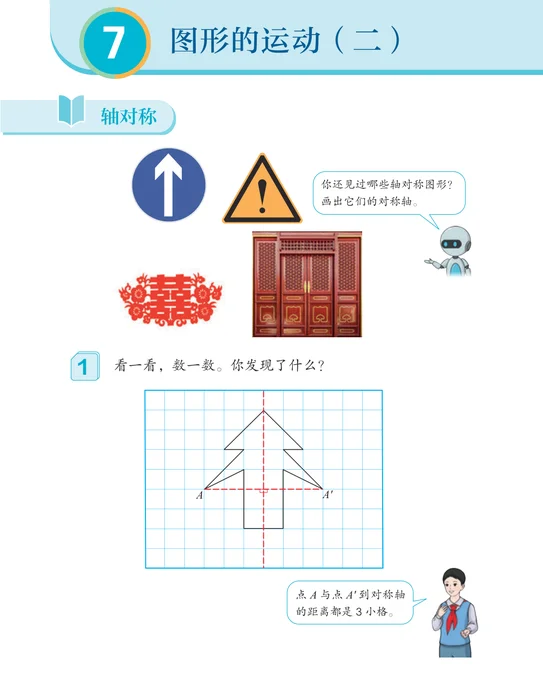 7
图形的运动（二）
轴对称
你还见过哪些轴对称图形？
画出它们的对称轴。
囍
1
看一看，数一数。你发现了什么？
A
A′
点 A 与点 A′ 到对称轴
的距离都是 3 小格。